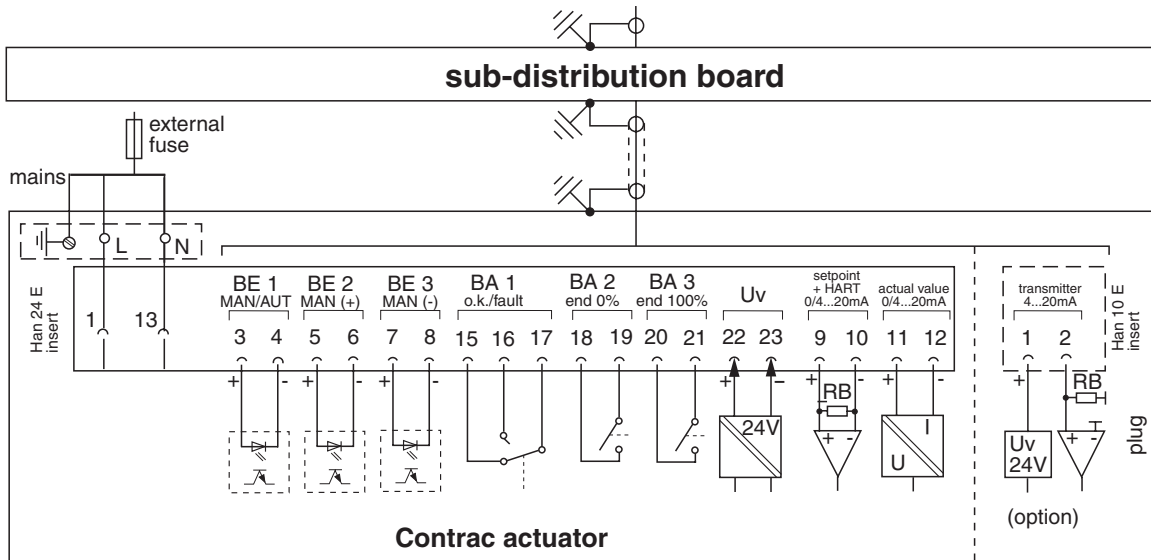 sub-distribution board
external
fuse
mains
L N
Han 24 E
insert
1 13
BE 1 BE 2 BE 3 BA 1 BA 2 BA 3 Uv setpoint
+ HART
0/4...20mA actual value
0/4...20mA
MAN/AUT MAN (+) MAN (-) o.k./fault end 0% end 100%
3 4 5 6 7 8 15 16 17 18 19 20 21 22 23 9 10 11 12
transmitter
4...20mA
1 2
Han 10 E
insert
+ - + - + - + - + - + - +
RB RB
24V + - I
U
Uv
24V + -
plug
(option)
Contrac actuator